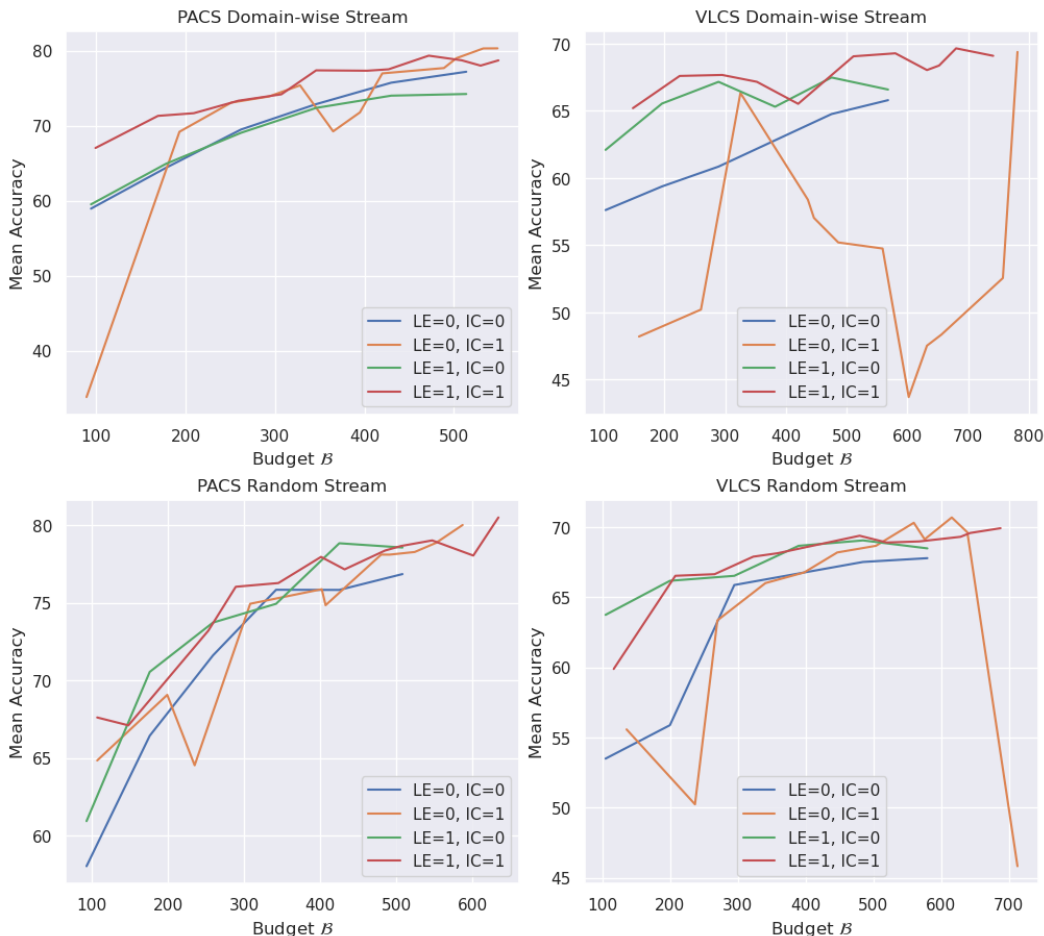 PACS Domain-wise Stream
Mean Accuracy
80
70
60
50
40
100 200 300 400 500
Budget ℬ
LE=0, IC=0
LE=0, IC=1
LE=1, IC=0
LE=1, IC=1
VLCS Domain-wise Stream
Mean Accuracy
70
65
60
55
50
45
100 200 300 400 500 600 700 800
Budget ℬ
LE=0, IC=0
LE=0, IC=1
LE=1, IC=0
LE=1, IC=1
PACS Random Stream
Mean Accuracy
80
75
70
65
60
100 200 300 400 500 600
Budget ℬ
LE=0, IC=0
LE=0, IC=1
LE=1, IC=0
LE=1, IC=1
VLCS Random Stream
Mean Accuracy
70
65
60
55
50
45
100 200 300 400 500 600 700
Budget ℬ
LE=0, IC=0
LE=0, IC=1
LE=1, IC=0
LE=1, IC=1